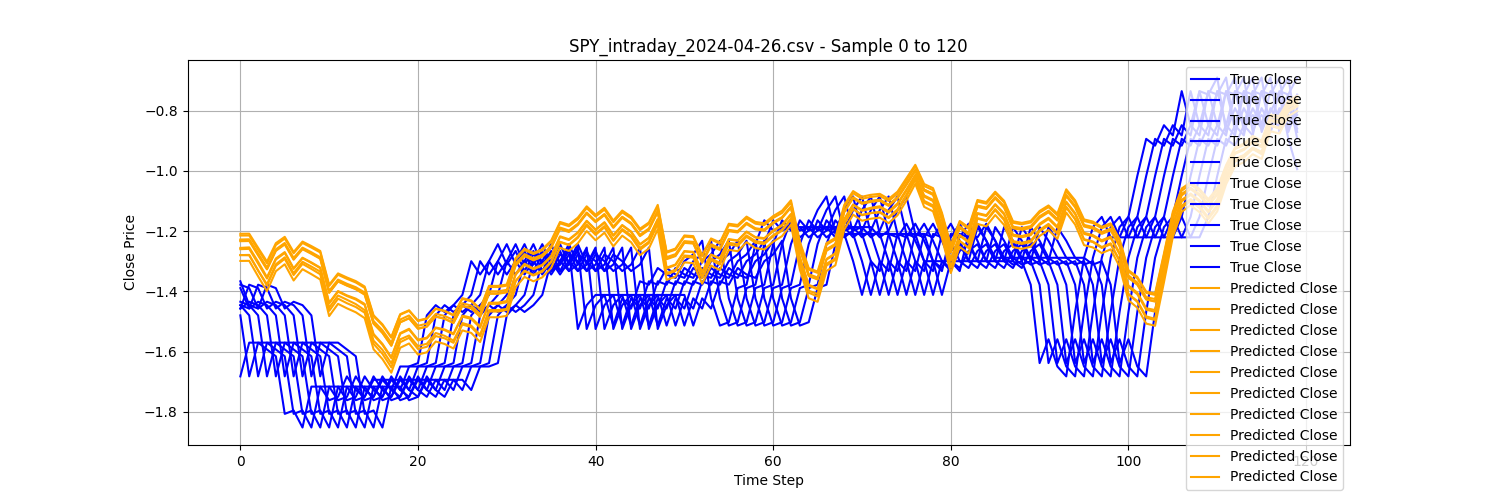 SPY_intraday_2024-04-26.csv - Sample 0 to 120
Close Price
−0.8
−1.0
−1.2
−1.4
−1.6
−1.8
0
20
40
60
80
100
120
Time Step
True Close
True Close
True Close
True Close
True Close
True Close
True Close
True Close
True Close
True Close
Predicted Close
Predicted Close
Predicted Close
Predicted Close
Predicted Close
Predicted Close
Predicted Close
Predicted Close
Predicted Close
Predicted Close